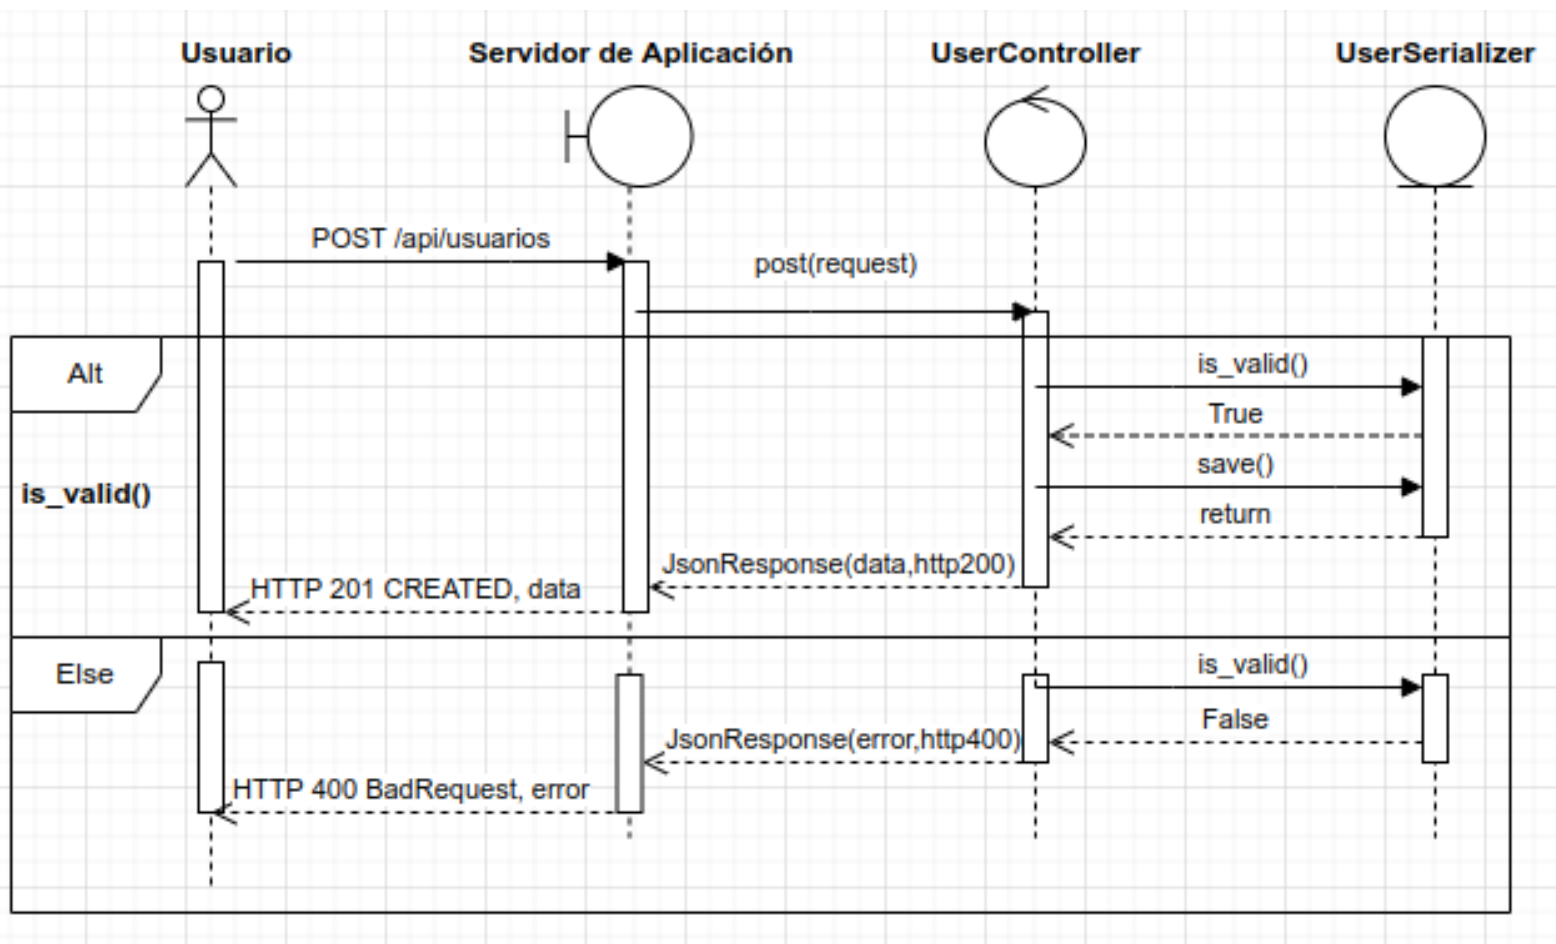 Usuario
Servidor de Aplicación
UserController
UserSerializer
POST /api/usuarios
post(request)
Alt
is_valid()
True
save()
is_valid()
return
JsonResponse(data,http200)
HTTP 201 CREATED, data
Else
is_valid()
False
JsonResponse(error,http400)
HTTP 400 BadRequest, error